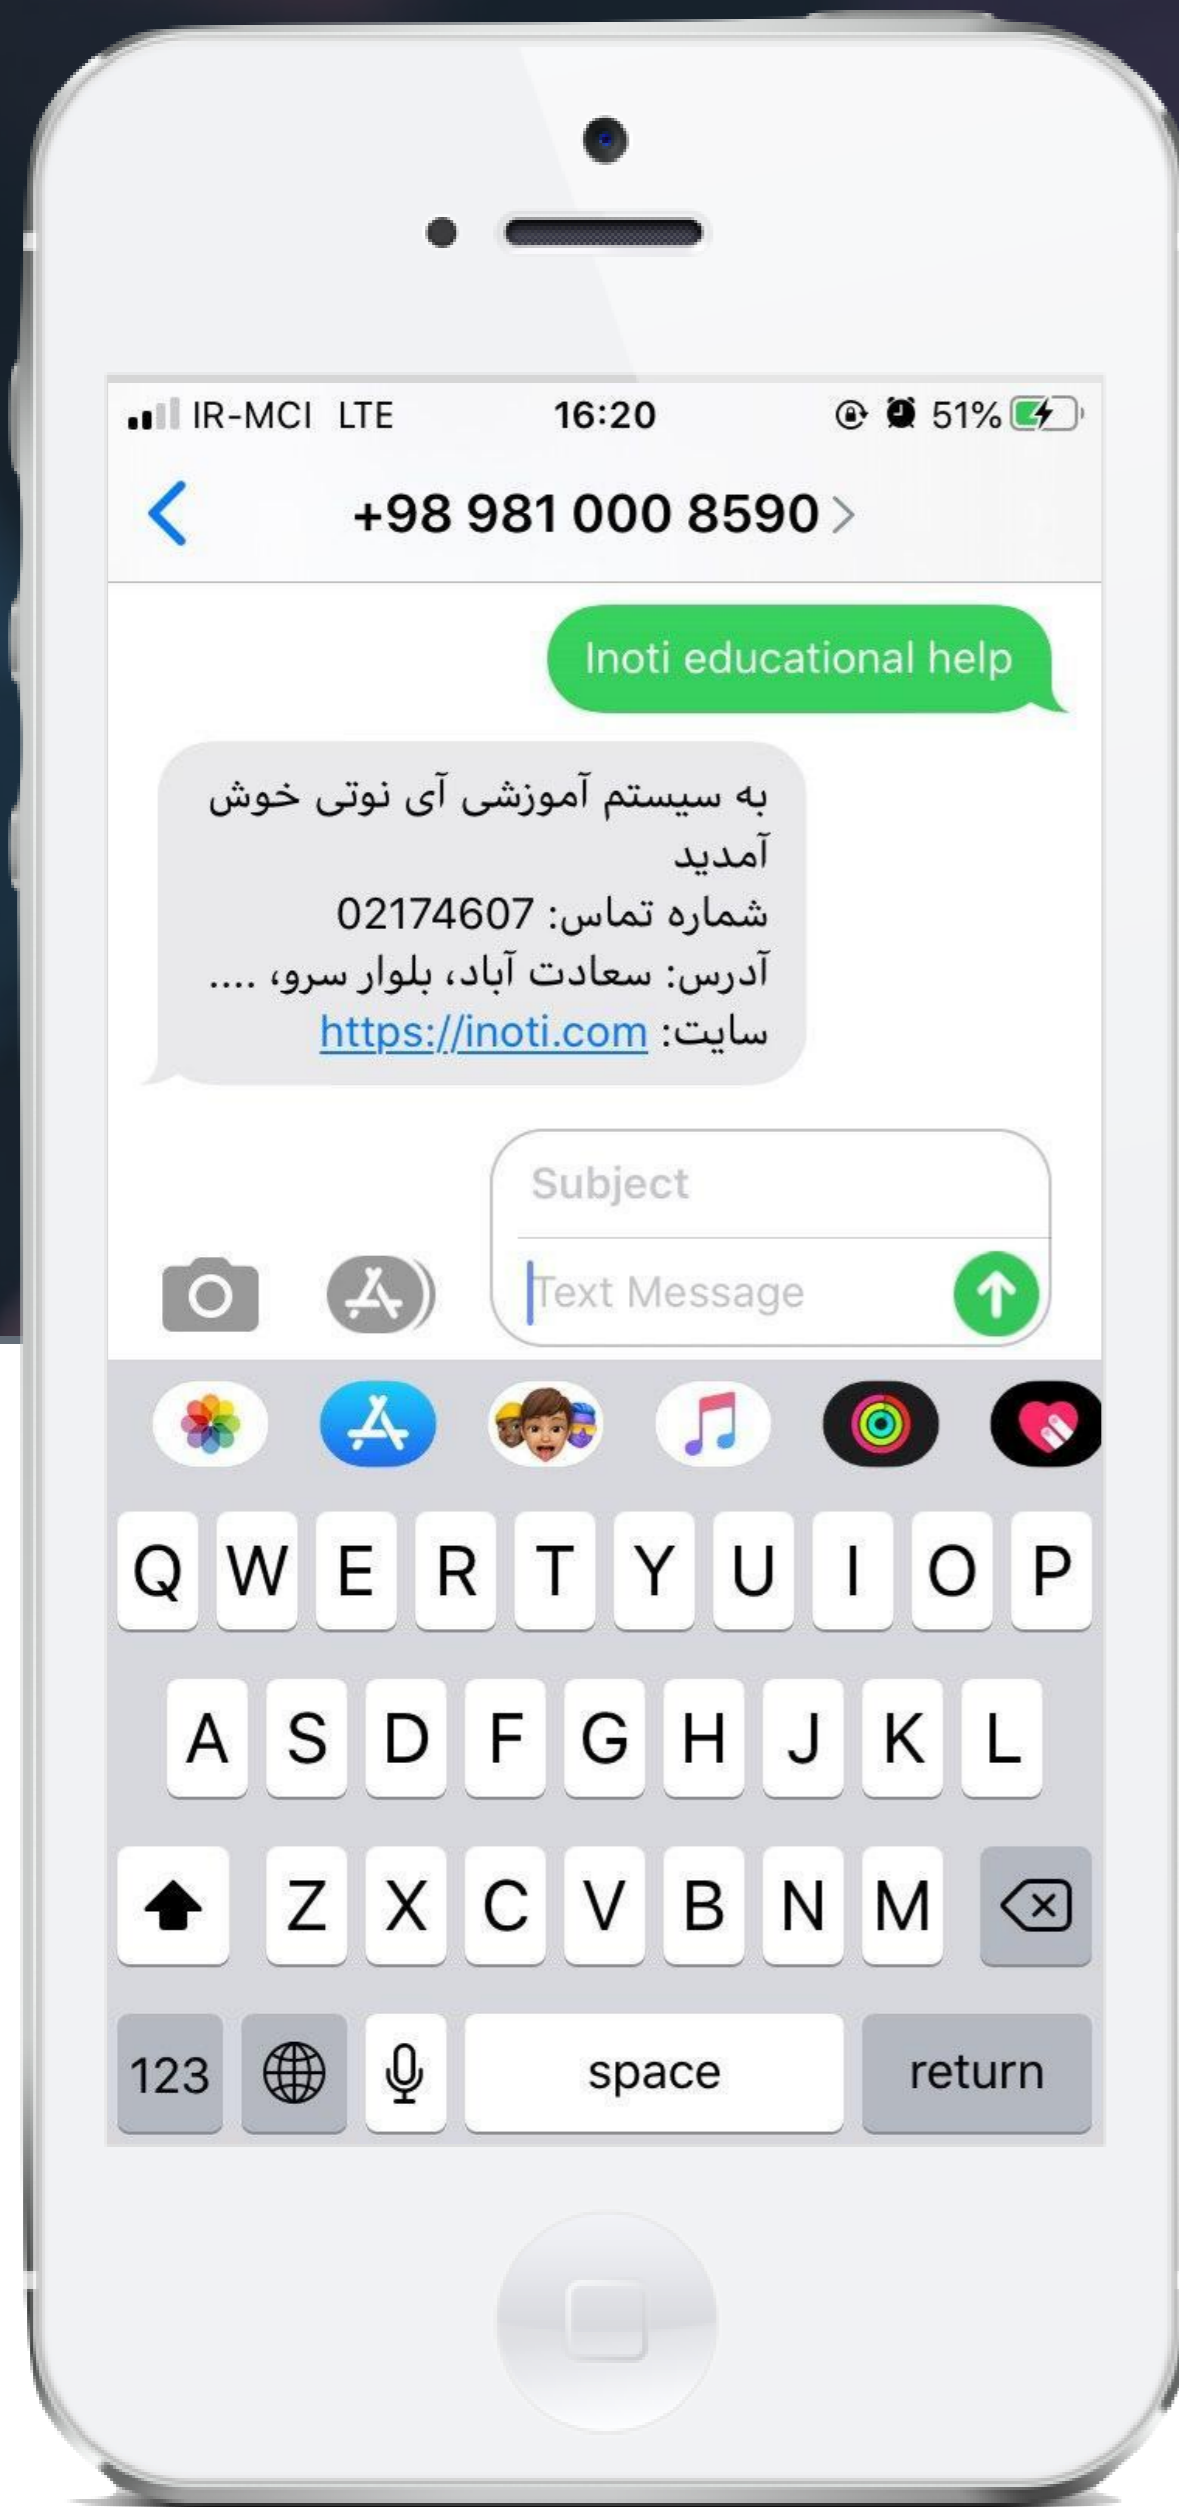 IR-MCI LTE 16:20 51%
+98 981 000 8590
Inoti educational help
به سیستم آموزشی آی نوتی خوش
آمدید
شماره تماس: 02174607
آدرس: سعادت آباد، بلوار سرو، ....
سایت: https://inoti.com
Subject
Text Message
Q W E R T Y U I O P
A S D F G H J K L
Z X C V B N M
123 space return